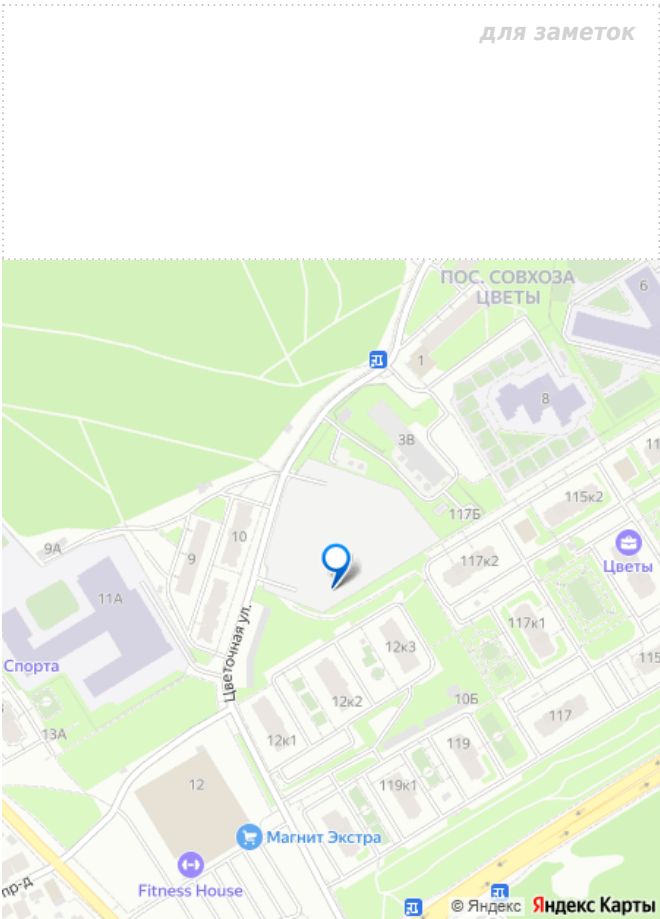 для заметок
ПОС. СОВХОЗА
ЦВЕТЫ
6
1
8
3В
11
115к2
117Б
10
9А
9
117к2
Цветы
11А
117к1
Цветочная ул.
12к3
115
Спорта
12к2
10Б
117
13А
12к1
119
12
119к1
Магнит Экстра
пр-д
Fitness House
© Яндекс Яндекс Карты